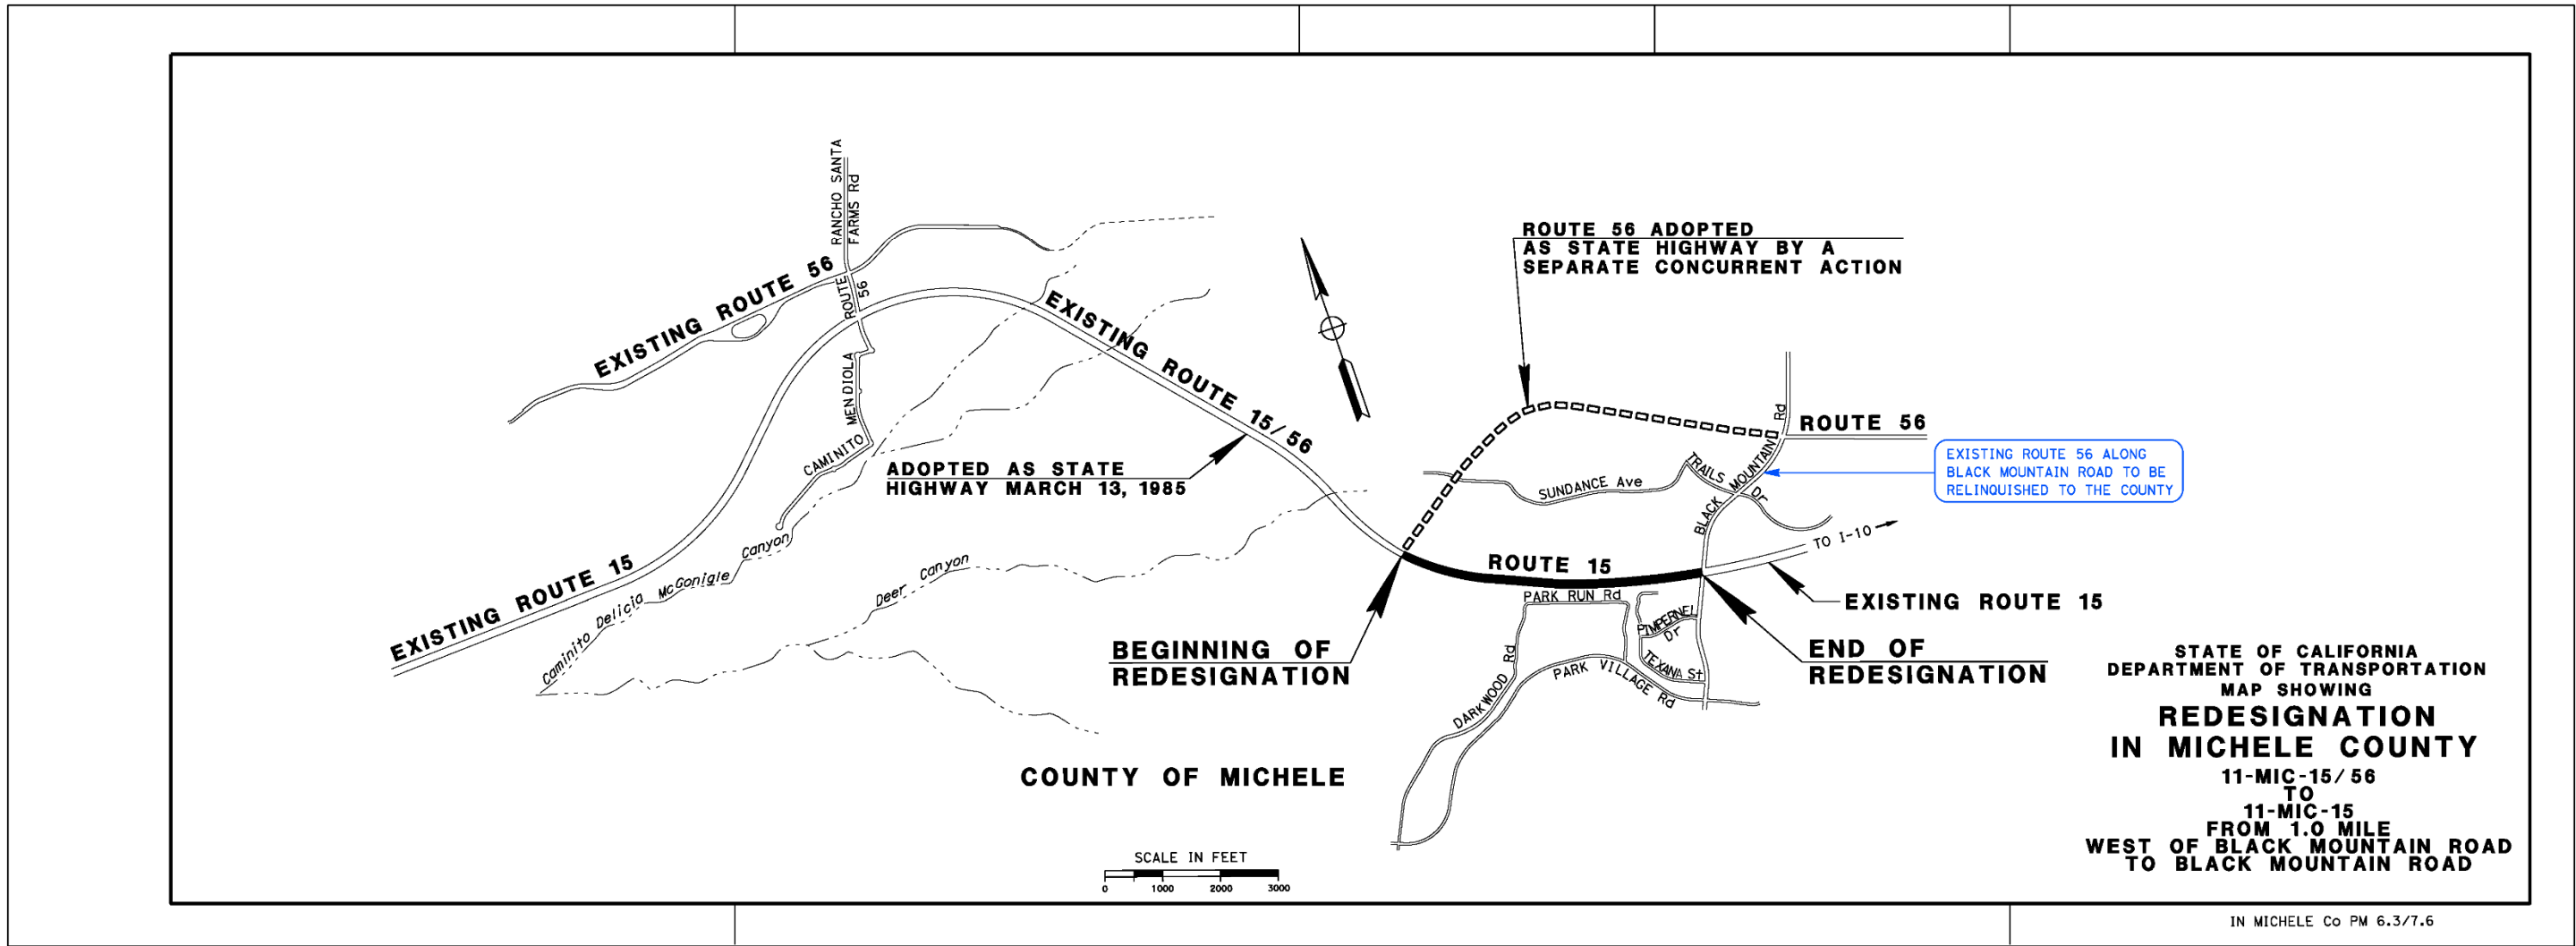 RANCHO SANTA
FARMS Rd
EXISTING ROUTE 56
ROUTE
56
MENDIOLA
CAMINITO
EXISTING ROUTE 15/56
ADOPTED AS STATE
HIGHWAY MARCH 13, 1985
EXISTING ROUTE 15
Caminito Delicia
McGonigle
Canyon
Deer Canyon
ROUTE 56 ADOPTED
AS STATE HIGHWAY BY A
SEPARATE CONCURRENT ACTION
ROUTE 56
EXISTING ROUTE 56 ALONG
BLACK MOUNTAIN ROAD TO BE
RELINQUISHED TO THE COUNTY
BLACK MOUNTAIN Rd
TRAILS Dr
SUNDANCE Ave
TO I-10
ROUTE 15
EXISTING ROUTE 15
BEGINNING OF
REDESIGNATION
END OF
REDESIGNATION
PARK RUN Rd
PIMPERNEL
Dr
TEXANA St
PARK VILLAGE Rd
DARKWOOD Rd
COUNTY OF MICHELE
SCALE IN FEET
0 1000 2000 3000
STATE OF CALIFORNIA
DEPARTMENT OF TRANSPORTATION
MAP SHOWING
REDESIGNATION
IN MICHELE COUNTY
11-MIC-15/56
TO
11-MIC-15
FROM 1.0 MILE
WEST OF BLACK MOUNTAIN ROAD
TO BLACK MOUNTAIN ROAD
IN MICHELE Co PM 6.3/7.6